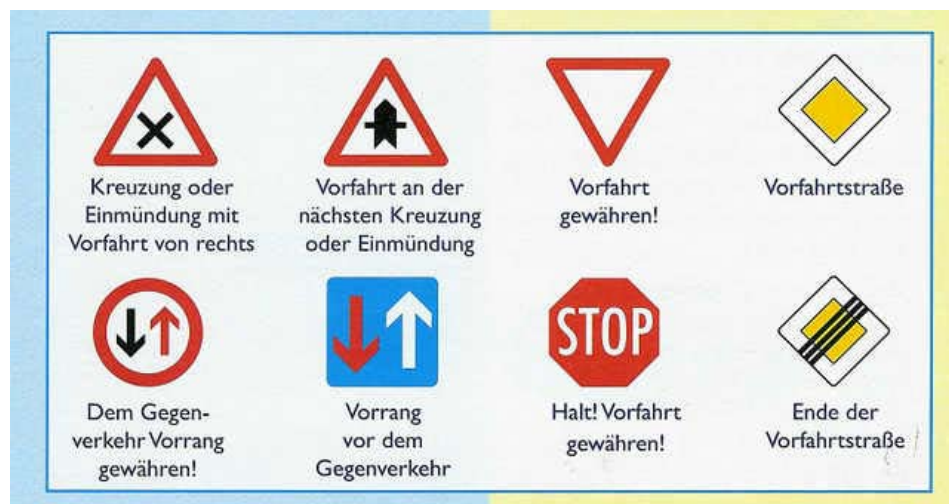 Kreuzung oder
Einmündung mit
Vorfahrt von rechts
Vorfahrt an der
nächsten Kreuzung
oder Einmündung
Vorfahrt
gewähren!
Vorfahrtstraße
Dem Gegen-
verkehr Vorrang
gewähren!
Vorrang
vor dem
Gegenverkehr
STOP
Halt! Vorfahrt
gewähren!
Ende der
Vorfahrtstraße